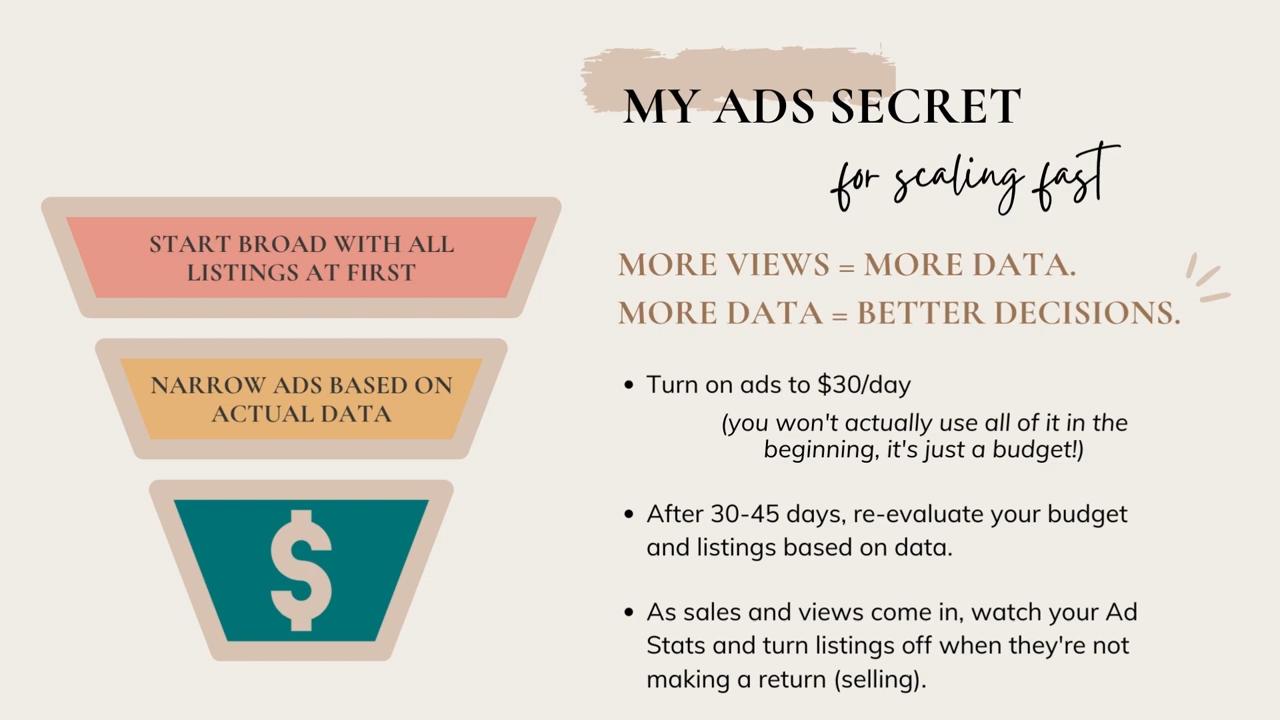 MY ADS SECRET
for scaling fast
START BROAD WITH ALL
LISTINGS AT FIRST
NARROW ADS BASED ON
ACTUAL DATA
$
MORE VIEWS = MORE DATA.
MORE DATA = BETTER DECISIONS.
• Turn on ads to $30/day
(you won't actually use all of it in the
beginning, it's just a budget!)
• After 30-45 days, re-evaluate your budget
and listings based on data.
• As sales and views come in, watch your Ad
Stats and turn listings off when they're not
making a return (selling).